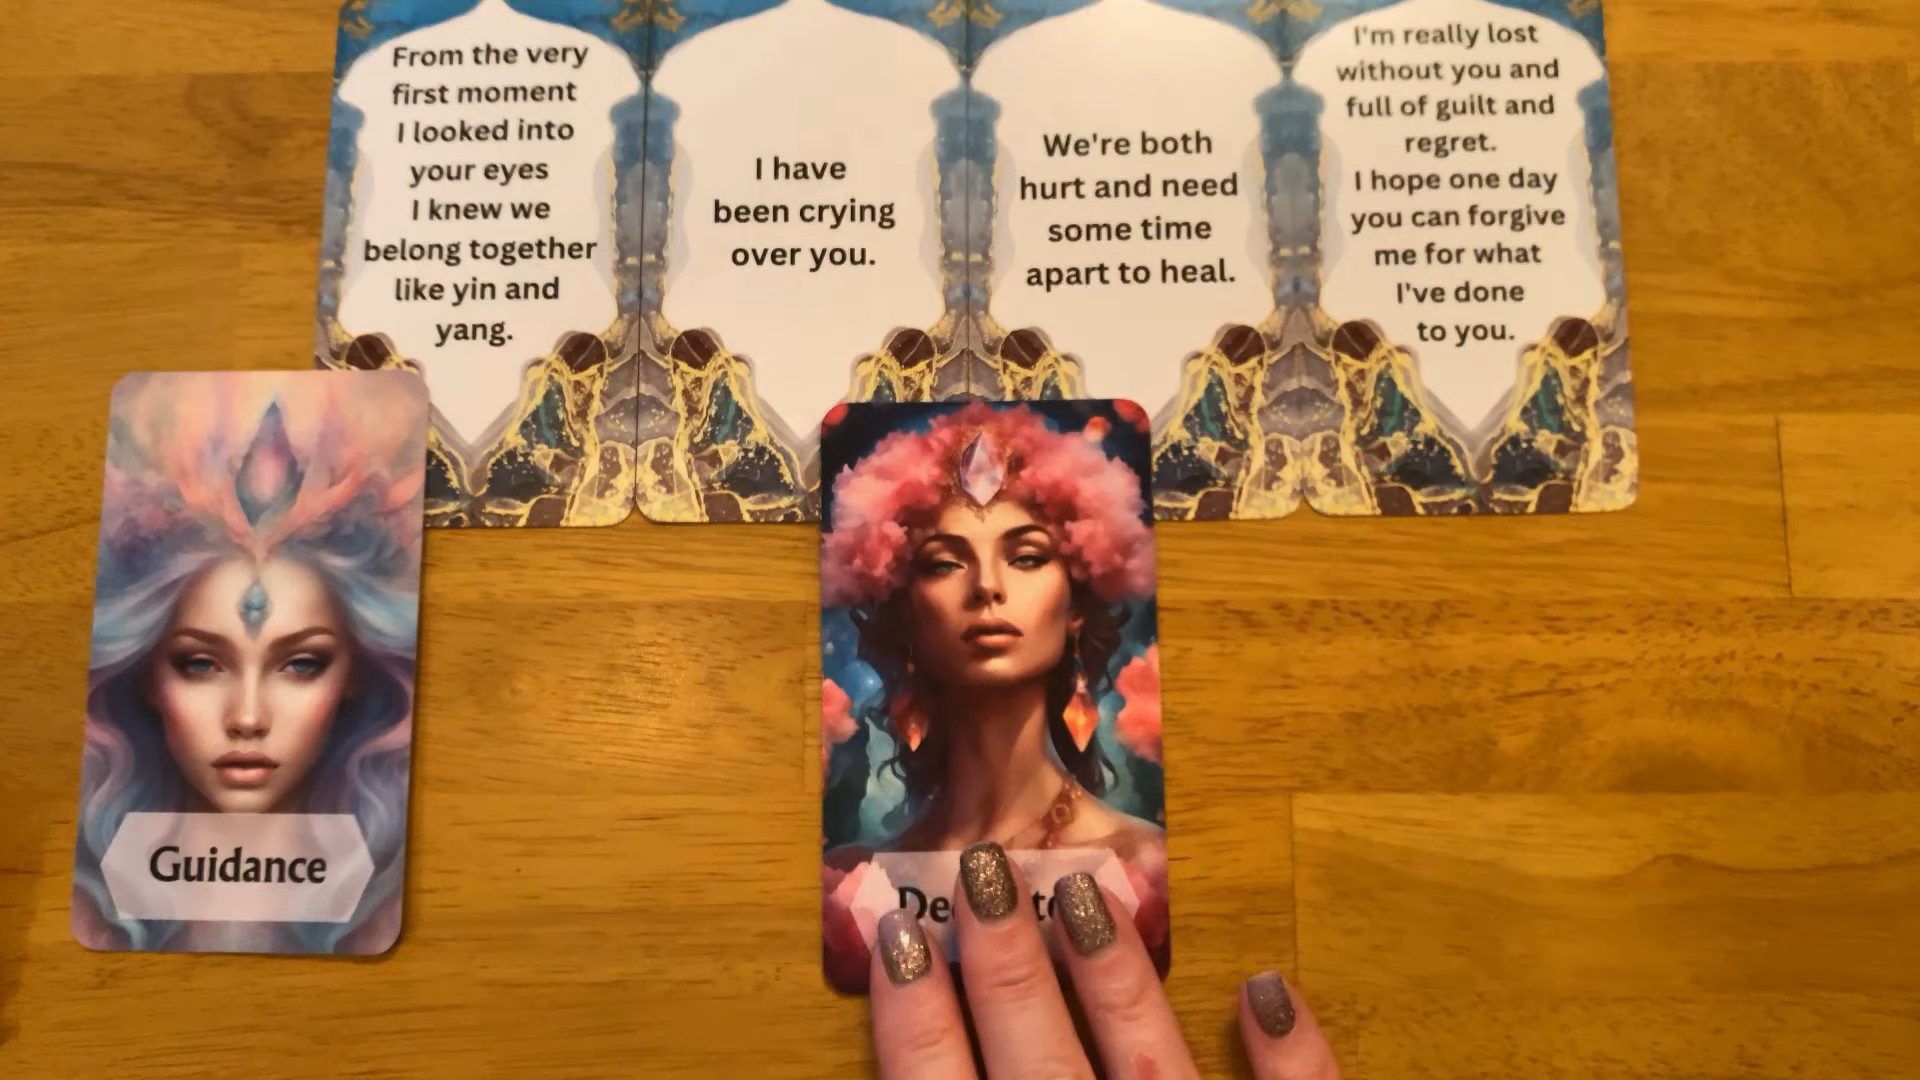 From the very
first moment
I looked into
your eyes
I knew we
belong together
like yin and
yang.
I have
been crying
over you.
We're both
hurt and need
some time
apart to heal.
I'm really lost
without you and
full of guilt and
regret.
I hope one day
you can forgive
me for what
I've done
to you.
Guidance